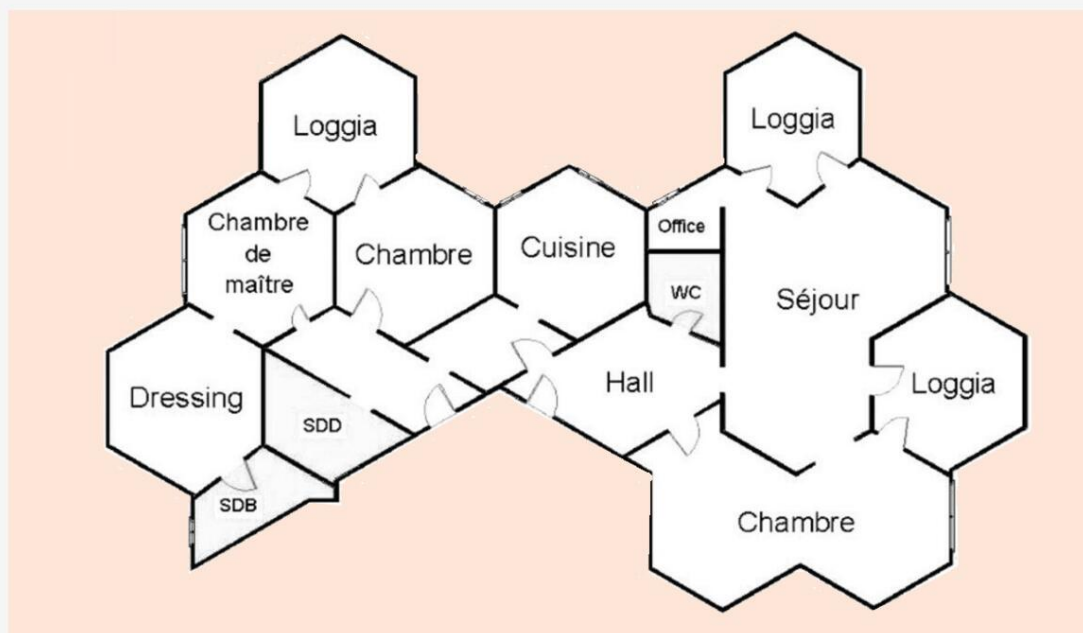 Loggia
Loggia
Chambre
de
maître
Chambre
Cuisine
Office
WC
Séjour
Dressing
SDD
Hall
Loggia
SDB
Chambre